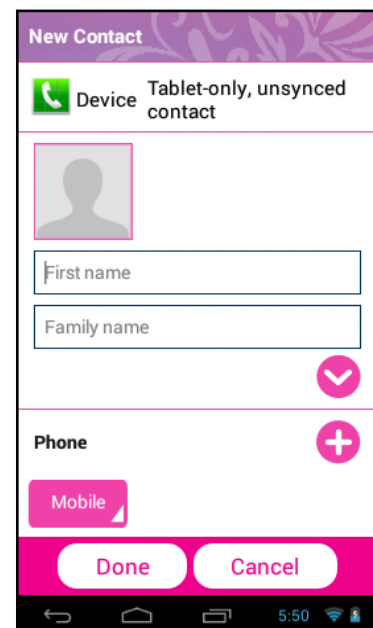 New Contact
Device
Tablet-only, unsynced
contact
First name
Family name
Phone
Mobile
Done
Cancel
5:50